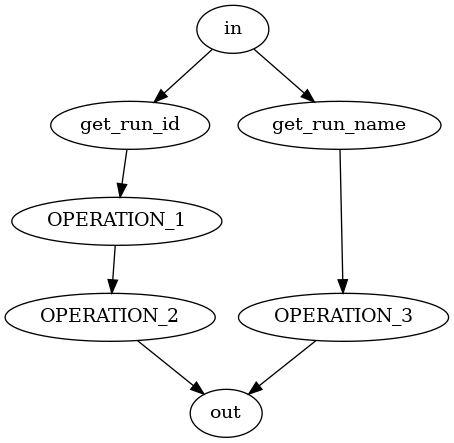 in
get_run_id
get_run_name
OPERATION_1
OPERATION_2
OPERATION_3
out